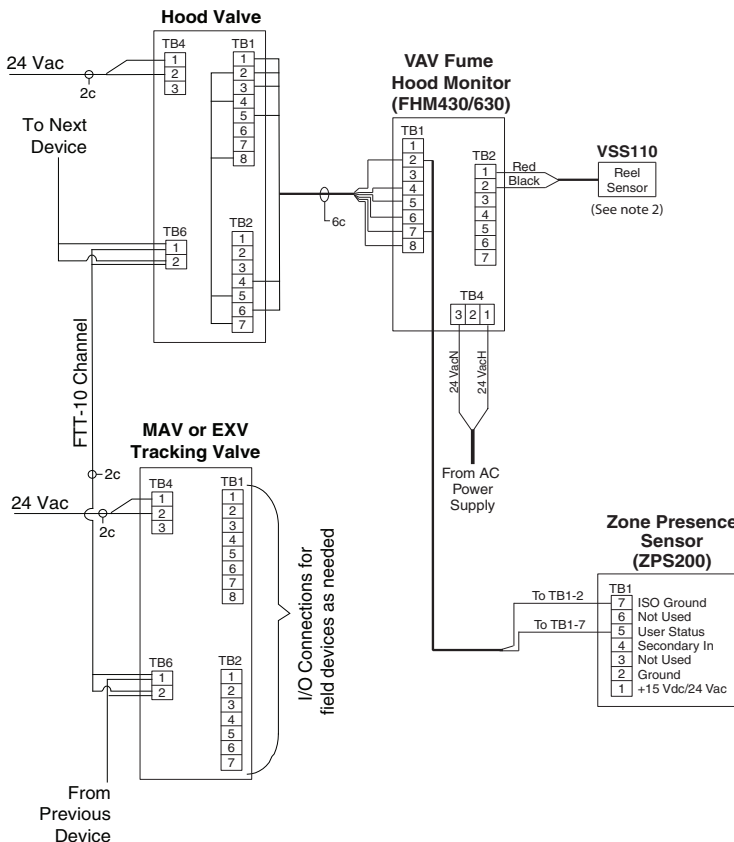 Hood Valve
TB4
1
2
3
24 Vac
2c
TB1
1
2
3
4
5
6
7
8
To Next
Device
TB6
1
2
TB2
1
2
3
4
5
6
7
6c
VAV Fume
Hood Monitor
(FHM430/630)
TB1
1
2
3
4
5
6
7
8
TB2
1
2
3
4
5
6
7
Red
Black
VSS110
Reel
Sensor
(See note 2)
TB4
3 2 1
24 VacN
24 VacH
From AC
Power
Supply
FTT-10 Channel
2c
MAV or EXV
Tracking Valve
24 Vac
2c
TB4
1
2
3
TB1
1
2
3
4
5
6
7
8
TB6
1
2
TB2
1
2
3
4
5
6
7
I/O Connections for
field devices as needed
From
Previous
Device
Zone Presence
Sensor
(ZPS200)
To TB1-2
To TB1-7
TB1
7 ISO Ground
6 Not Used
5 User Status
4 Secondary In
3 Not Used
2 Ground
1 +15 Vdc/24 Vac